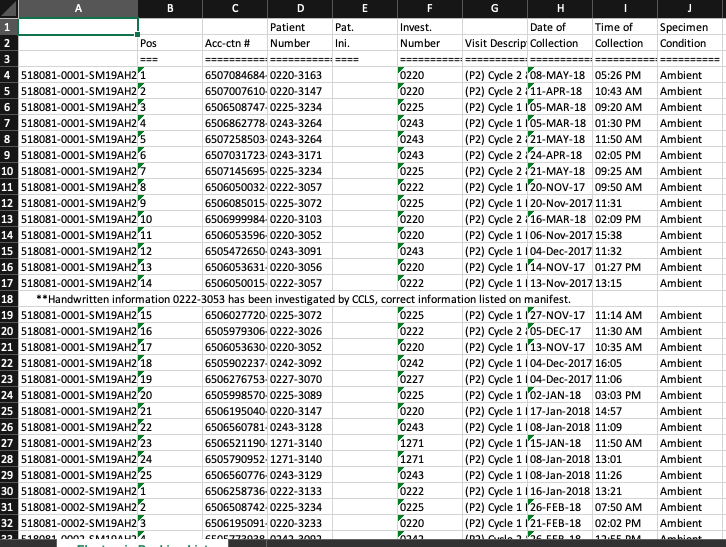 A B C D E F G H I J
1 Patient Pat. Invest. Date of Time of Specimen
2 Pos Acc-ctn # Number Ini. Number Visit Descrip Collection Collection Condition
3 === =========== =========== ==== =========== =========== =========== =========== ===========
4 518081-0001-SM19AH2 1 6507084684- 0220-3163 0220 (P2) Cycle 2 08-MAY-18 05:26 PM Ambient
5 518081-0001-SM19AH2 2 6507007610- 0220-3147 0220 (P2) Cycle 2 11-APR-18 10:43 AM Ambient
6 518081-0001-SM19AH2 3 6506508747- 0225-3234 0225 (P2) Cycle 1 05-MAR-18 09:20 AM Ambient
7 518081-0001-SM19AH2 4 6506862778- 0243-3264 0243 (P2) Cycle 1 05-MAR-18 01:30 PM Ambient
8 518081-0001-SM19AH2 5 6507258503- 0243-3264 0243 (P2) Cycle 2 21-MAY-18 11:50 AM Ambient
9 518081-0001-SM19AH2 6 6507031723- 0243-3171 0243 (P2) Cycle 2 24-APR-18 02:05 PM Ambient
10 518081-0001-SM19AH2 7 6507145695- 0225-3234 0225 (P2) Cycle 2 21-MAY-18 09:25 AM Ambient
11 518081-0001-SM19AH2 8 6506050032- 0222-3057 0222 (P2) Cycle 1 20-NOV-17 09:50 AM Ambient
12 518081-0001-SM19AH2 9 6506085015- 0225-3072 0225 (P2) Cycle 1 20-Nov-2017 11:31 Ambient
13 518081-0001-SM19AH2 10 6506999984- 0220-3103 0220 (P2) Cycle 2 16-MAR-18 02:09 PM Ambient
14 518081-0001-SM19AH2 11 6506053596- 0220-3052 0220 (P2) Cycle 1 06-Nov-2017 15:38 Ambient
15 518081-0001-SM19AH2 12 6505472650- 0243-3091 0243 (P2) Cycle 1 04-Dec-2017 11:32 Ambient
16 518081-0001-SM19AH2 13 6506053631- 0220-3056 0220 (P2) Cycle 1 14-NOV-17 01:27 PM Ambient
17 518081-0001-SM19AH2 14 6506050015- 0222-3057 0222 (P2) Cycle 1 13-Nov-2017 13:15 Ambient
18 **Handwritten information 0222-3053 has been investigated by CCLS, correct information listed on manifest.
19 518081-0001-SM19AH2 15 6506027720- 0225-3072 0225 (P2) Cycle 1 27-NOV-17 11:14 AM Ambient
20 518081-0001-SM19AH2 16 6505979306- 0222-3026 0222 (P2) Cycle 2 05-DEC-17 11:30 AM Ambient
21 518081-0001-SM19AH2 17 6506053630- 0220-3052 0220 (P2) Cycle 1 13-NOV-17 10:35 AM Ambient
22 518081-0001-SM19AH2 18 6505902237- 0242-3092 0242 (P2) Cycle 1 04-Dec-2017 16:05 Ambient
23 518081-0001-SM19AH2 19 6506276753- 0227-3070 0227 (P2) Cycle 1 04-Dec-2017 11:06 Ambient
24 518081-0001-SM19AH2 20 6505998570- 0225-3089 0225 (P2) Cycle 1 02-JAN-18 03:03 PM Ambient
25 518081-0001-SM19AH2 21 6506195040- 0220-3147 0220 (P2) Cycle 1 17-Jan-2018 14:57 Ambient
26 518081-0001-SM19AH2 22 6506560781- 0243-3128 0243 (P2) Cycle 1 08-Jan-2018 11:09 Ambient
27 518081-0001-SM19AH2 23 6506521190- 1271-3140 1271 (P2) Cycle 1 15-JAN-18 11:50 AM Ambient
28 518081-0001-SM19AH2 24 6505790952- 1271-3140 1271 (P2) Cycle 1 08-Jan-2018 13:01 Ambient
29 518081-0001-SM19AH2 25 6506560776- 0243-3129 0243 (P2) Cycle 1 08-Jan-2018 11:26 Ambient
30 518081-0002-SM19AH2 1 6506258736- 0222-3133 0222 (P2) Cycle 1 16-Jan-2018 13:21 Ambient
31 518081-0002-SM19AH2 2 6506508742- 0225-3234 0225 (P2) Cycle 1 26-FEB-18 07:50 AM Ambient
32 518081-0002-SM19AH2 3 6506195091- 0220-3233 0220 (P2) Cycle 1 21-FEB-18 02:02 PM Ambient